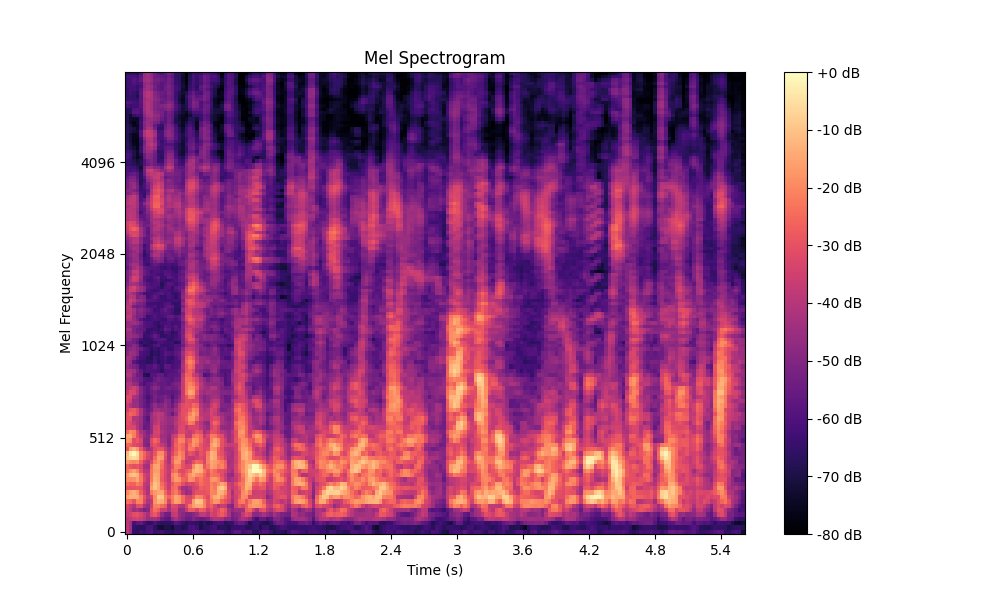 Mel Spectrogram
+0 dB
-10 dB
-20 dB
-30 dB
-40 dB
-50 dB
-60 dB
-70 dB
-80 dB
Mel Frequency
4096
2048
1024
512
0
0 0.6 1.2 1.8 2.4 3 3.6 4.2 4.8 5.4
Time (s)